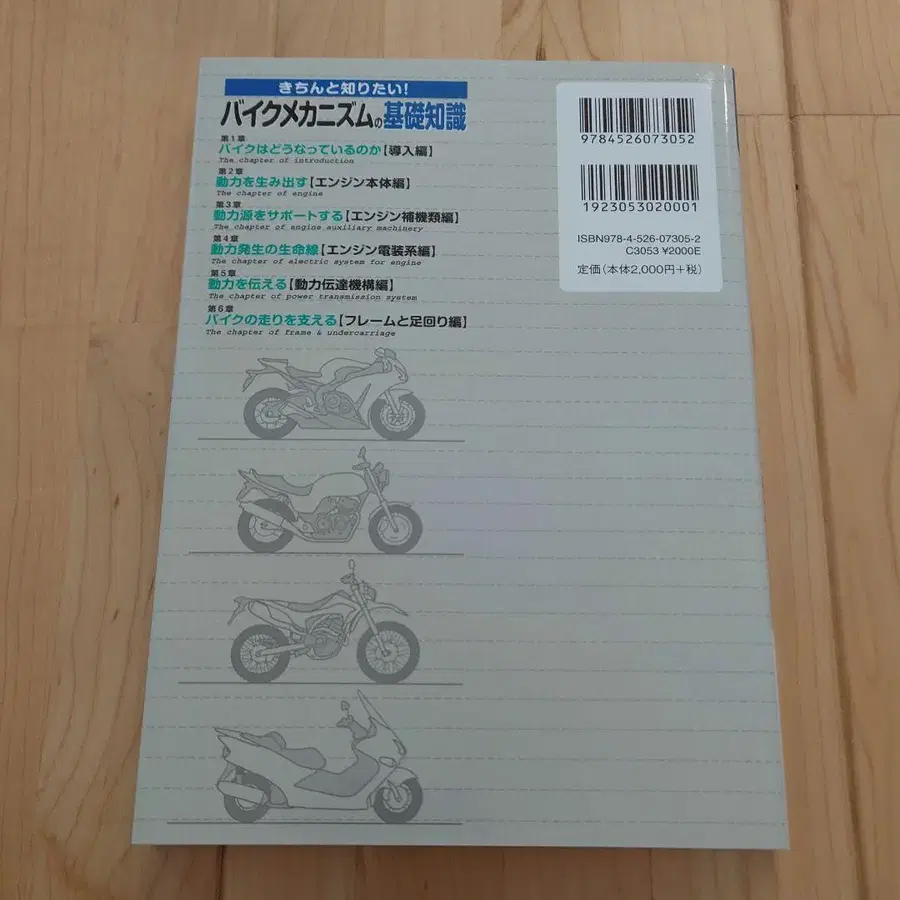 きちんと知りたい!
バイクメカニズムの基礎知識
第1章
バイクはどうなっているのか【導入編】
The chapter of introduction
第2章
動力を生み出す【エンジン本体編】
The chapter of engine
第3章
動力源をサポートする【エンジン補機類編】
The chapter of engine auxiliary machinery
第4章
動力発生の生命線【エンジン電装系編】
The chapter of electric system for engine
第5章
動力を伝える【動力伝達機構編】
The chapter of power transmission system
第6章
バイクの走りを支える【フレームと足回り編】
The chapter of frame & undercarriage
9784526073052
1923053020001
ISBN978-4-526-07305-2
C3053 ¥2000E
定価(本体2,000円+税)